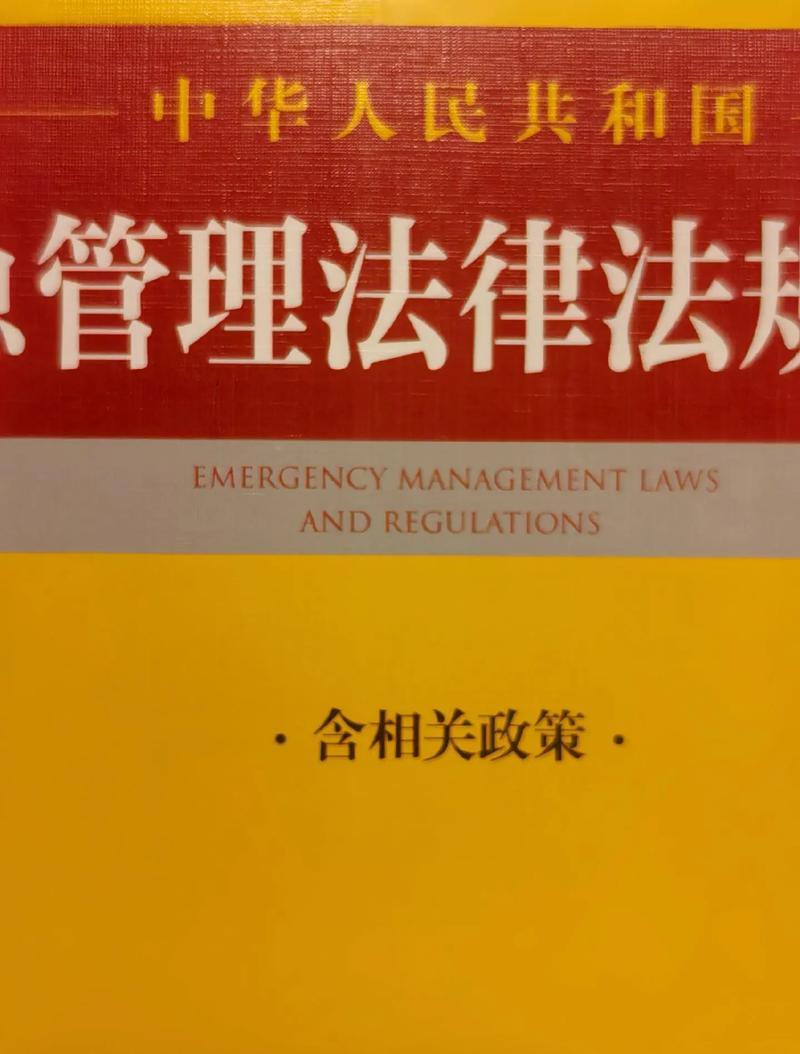 中华人民共和国
管理法律法规
EMERGENCY MANAGEMENT LAWS
AND REGULATIONS
·含相关政策·